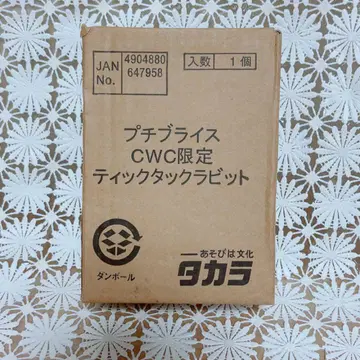 JAN No. 4904880 647958
入数 1個
プチブライス
CWC限定
ティックタックラビット
ダンボール
あそびは文化
タカラ